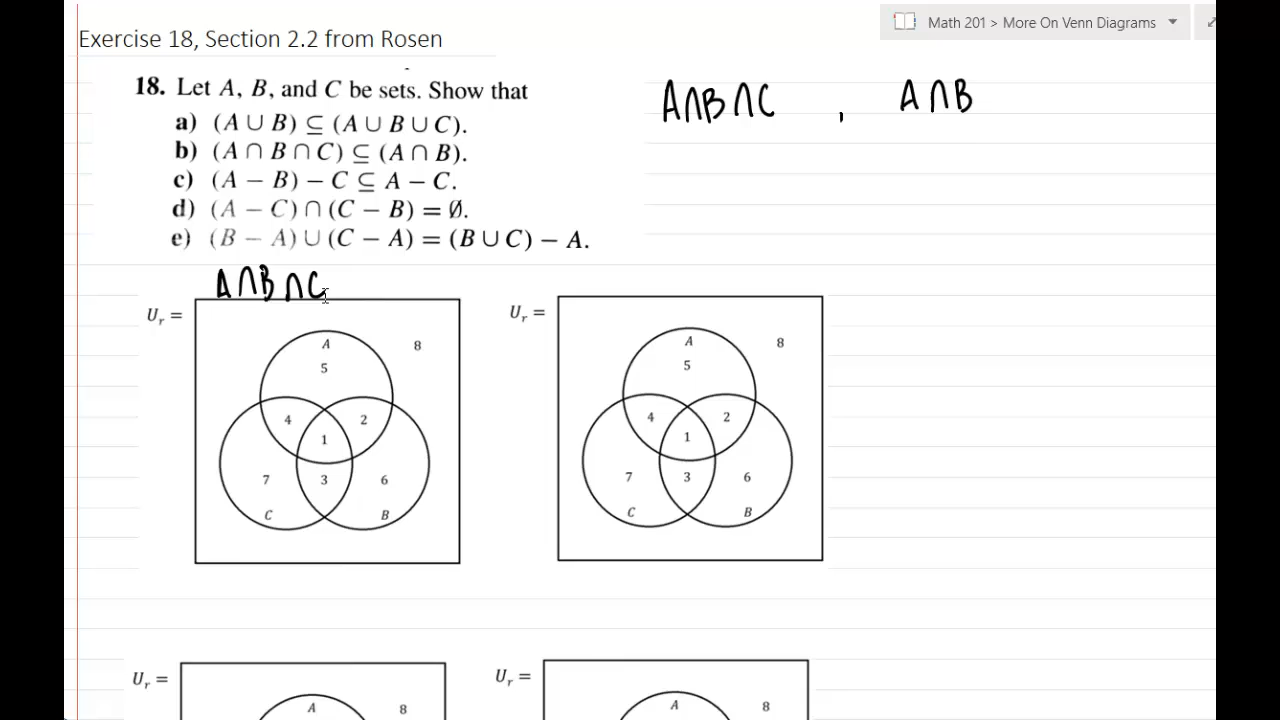 Math 201 > More On Venn Diagrams
Exercise 18, Section 2.2 from Rosen
18. Let A, B, and C be sets. Show that
a) (A ∪ B) ⊆ (A ∪ B ∪ C).
b) (A ∩ B ∩ C) ⊆ (A ∩ B).
c) (A − B) − C ⊆ A − C.
d) (A − C) ∩ (C − B) = ∅.
e) (B − A) ∪ (C − A) = (B ∪ C) − A.
A∩B∩C , A∩B
A∩B∩C
U_r =
A
8
5
4
2
1
7
3
6
C
B
U_r =
A
8
5
4
2
1
7
3
6
C
B
U_r =
A
8
U_r =
A
8